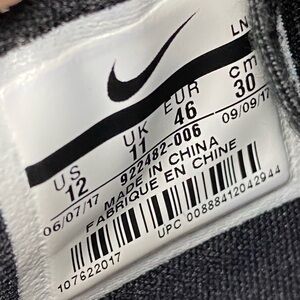 LN
US UK EUR cm
12 11 46 30
922482-006
06/07/17 09/09/17
MADE IN CHINA
FABRIQUE EN CHINE
UPC 00888412042944
107622017